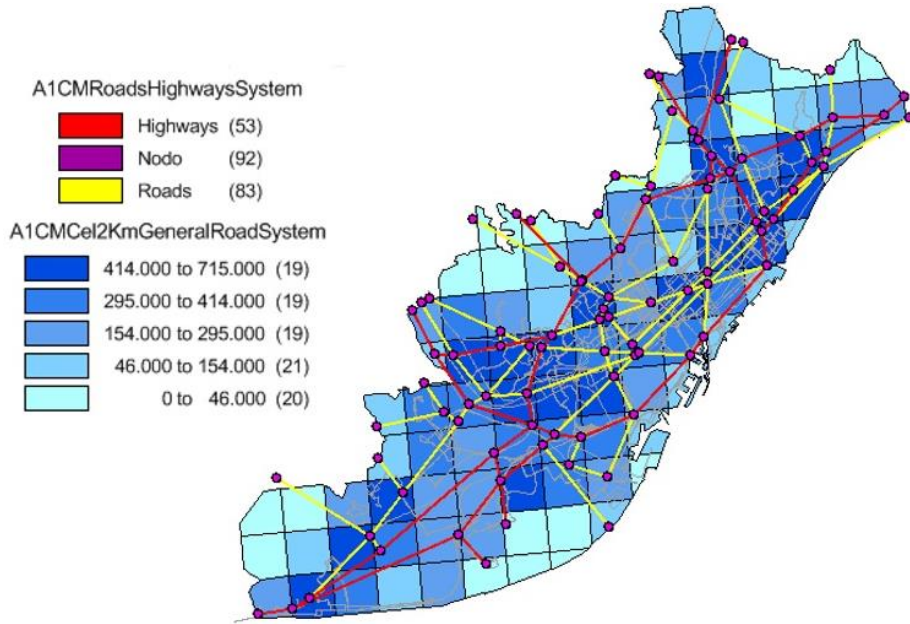 A1CMRoadsHighwaysSystem
Highways (53)
Nodo (92)
Roads (83)
A1CMCel2KmGeneralRoadSystem
414.000 to 715.000 (19)
295.000 to 414.000 (19)
154.000 to 295.000 (19)
46.000 to 154.000 (21)
0 to 46.000 (20)